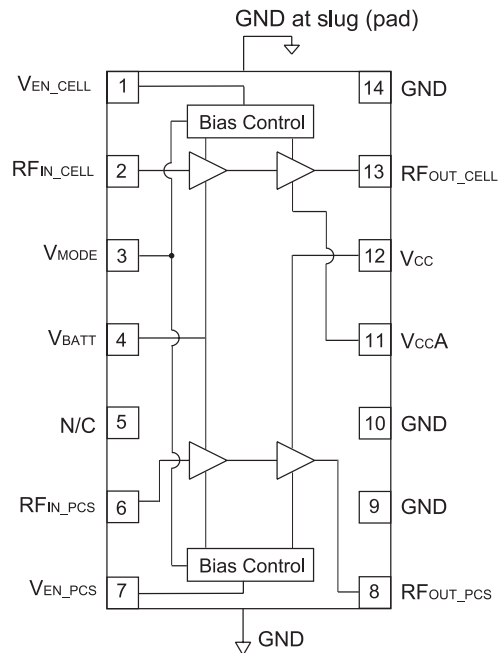 GND at slug (pad)
VEN_CELL 1 14 GND
Bias Control
RFIN_CELL 2 13 RFOUT_CELL
VMODE 3 12 VCC
VBATT 4 11 VCCA
N/C 5 10 GND
RFIN_PCS 6 9 GND
Bias Control
VEN_PCS 7 8 RFOUT_PCS
GND